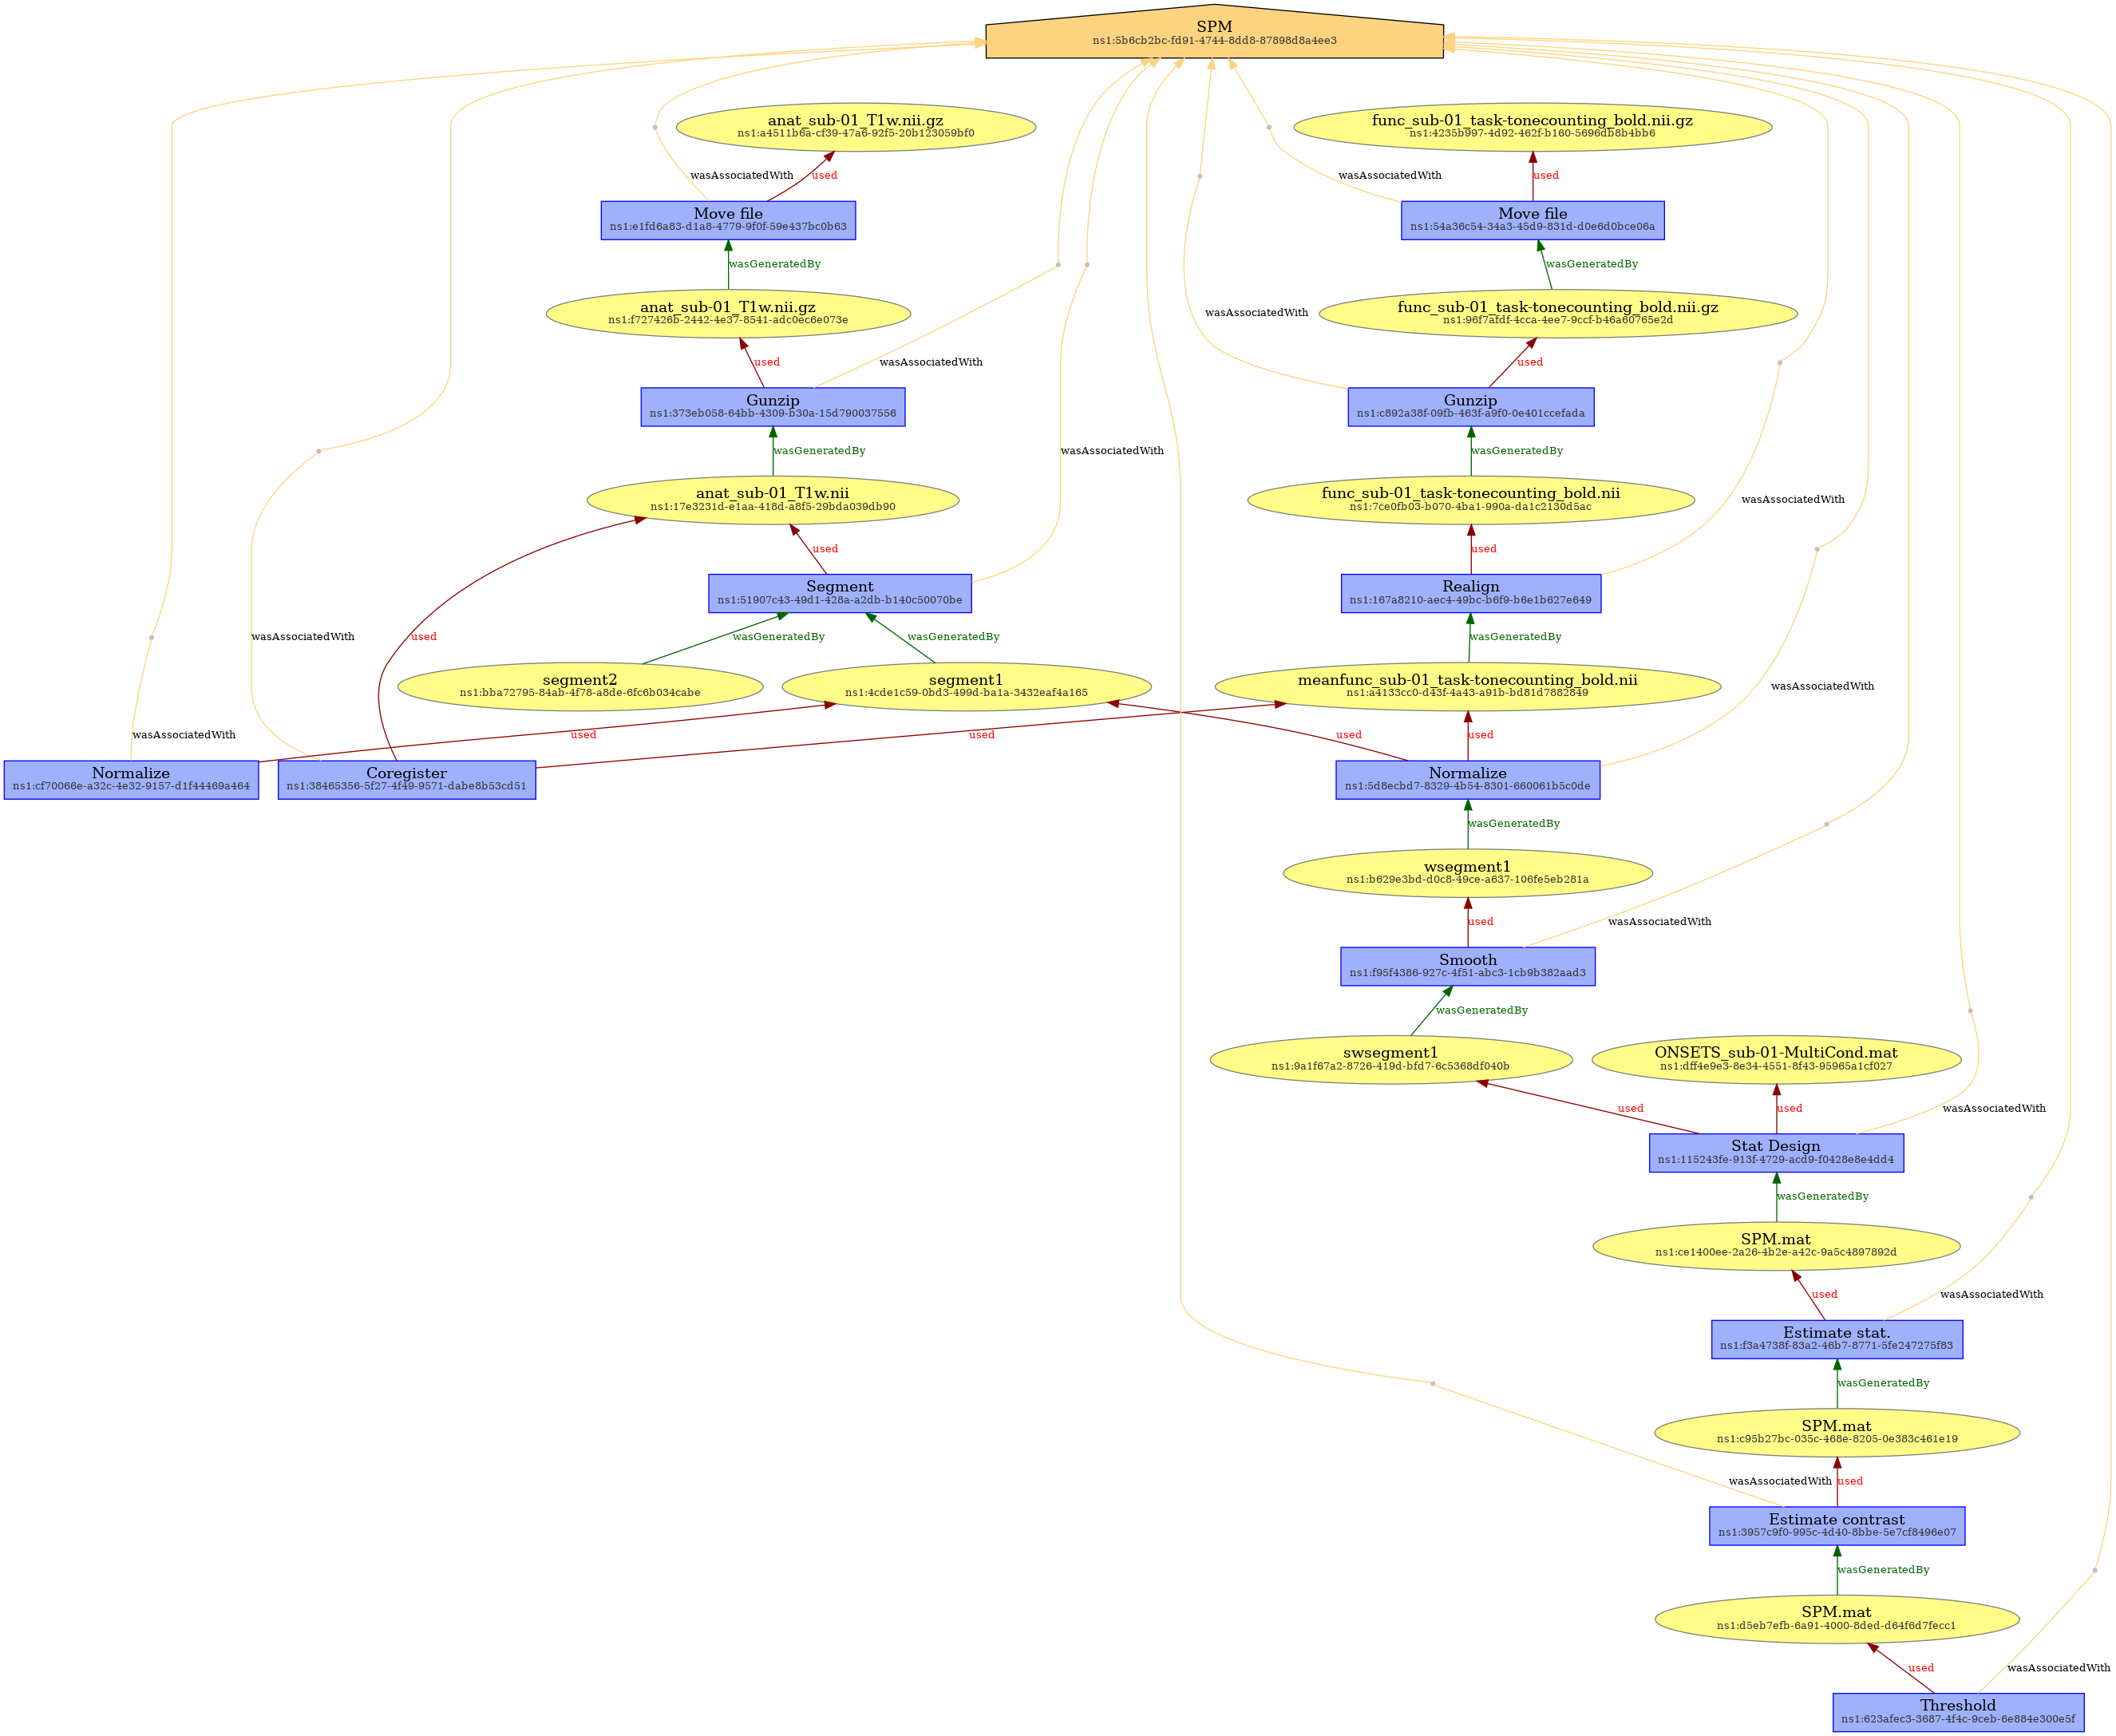 SPM
ns1:5b6cb2bc-fd91-4744-8dd8-87898d8a4ee3
anat_sub-01_T1w.nii.gz
ns1:a4511b6a-cf39-47a6-92f5-20b123059bf0
func_sub-01_task-tonecounting_bold.nii.gz
ns1:4235b997-4d92-462f-b160-5696db8b4bb6
wasAssociatedWith
used
wasAssociatedWith
used
Move file
ns1:e1fd6a83-d1a8-4779-9f0f-59e437bc0b63
Move file
ns1:54a36c54-34a3-45d9-831d-d0e6d0bce06a
wasGeneratedBy
wasGeneratedBy
anat_sub-01_T1w.nii.gz
ns1:f727426b-2442-4e37-8541-adc0ec6e073e
wasAssociatedWith
func_sub-01_task-tonecounting_bold.nii.gz
ns1:96f7afdf-4cca-4ee7-9ccf-b46a60765e2d
used
wasAssociatedWith
used
Gunzip
ns1:373eb058-64bb-4309-b30a-15d790037556
Gunzip
ns1:c892a38f-09fb-463f-a9f0-0e401ccefada
wasGeneratedBy
wasAssociatedWith
wasGeneratedBy
anat_sub-01_T1w.nii
ns1:17e3231d-e1aa-418d-a8f5-29bda039db90
func_sub-01_task-tonecounting_bold.nii
ns1:7ce0fb03-b070-4ba1-990a-da1c2130d5ac
wasAssociatedWith
used
used
Segment
ns1:51907c43-49d1-428a-a2db-b140c50070be
Realign
ns1:167a8210-aec4-49bc-b6f9-b6e1b627e649
wasAssociatedWith
used
wasGeneratedBy
wasGeneratedBy
wasGeneratedBy
segment2
ns1:bba72795-84ab-4f78-a8de-6fc6b034cabe
segment1
ns1:4cde1c59-0bd3-499d-ba1a-3432eaf4a165
meanfunc_sub-01_task-tonecounting_bold.nii
ns1:a4133cc0-d43f-4a43-a91b-bd81d7882849
wasAssociatedWith
wasAssociatedWith
used
used
used
used
Normalize
ns1:cf70066e-a32c-4e32-9157-d1f44469a464
Coregister
ns1:38465356-5f27-4f49-9571-dabe8b53cd51
Normalize
ns1:5d8ecbd7-8329-4b54-8301-660061b5c0de
wasGeneratedBy
wsegment1
ns1:b629e3bd-d0c8-49ce-a637-106fe5eb281a
used
wasAssociatedWith
Smooth
ns1:f95f4386-927c-4f51-abc3-1cb9b382aad3
wasGeneratedBy
swsegment1
ns1:9a1f67a2-8726-419d-bfd7-6c5368df040b
ONSETS_sub-01-MultiCond.mat
ns1:dff4e9e3-8e34-4551-8f43-95965a1cf027
used
used
wasAssociatedWith
Stat Design
ns1:115243fe-913f-4729-acd9-f0428e8e4dd4
wasGeneratedBy
SPM.mat
ns1:ce1400ee-2a26-4b2e-a42c-9a5c4897892d
used
wasAssociatedWith
Estimate stat.
ns1:f3a4738f-83a2-46b7-8771-5fe247275f83
wasGeneratedBy
SPM.mat
ns1:c95b27bc-035c-468e-8205-0e383c461e19
wasAssociatedWith
used
Estimate contrast
ns1:3957c9f0-995c-4d40-8bbe-5e7cf8496e07
wasGeneratedBy
SPM.mat
ns1:d5eb7efb-6a91-4000-8ded-d64f6d7fecc1
used
wasAssociatedWith
Threshold
ns1:623afec3-3687-4f4c-9ceb-6e884e300e5f